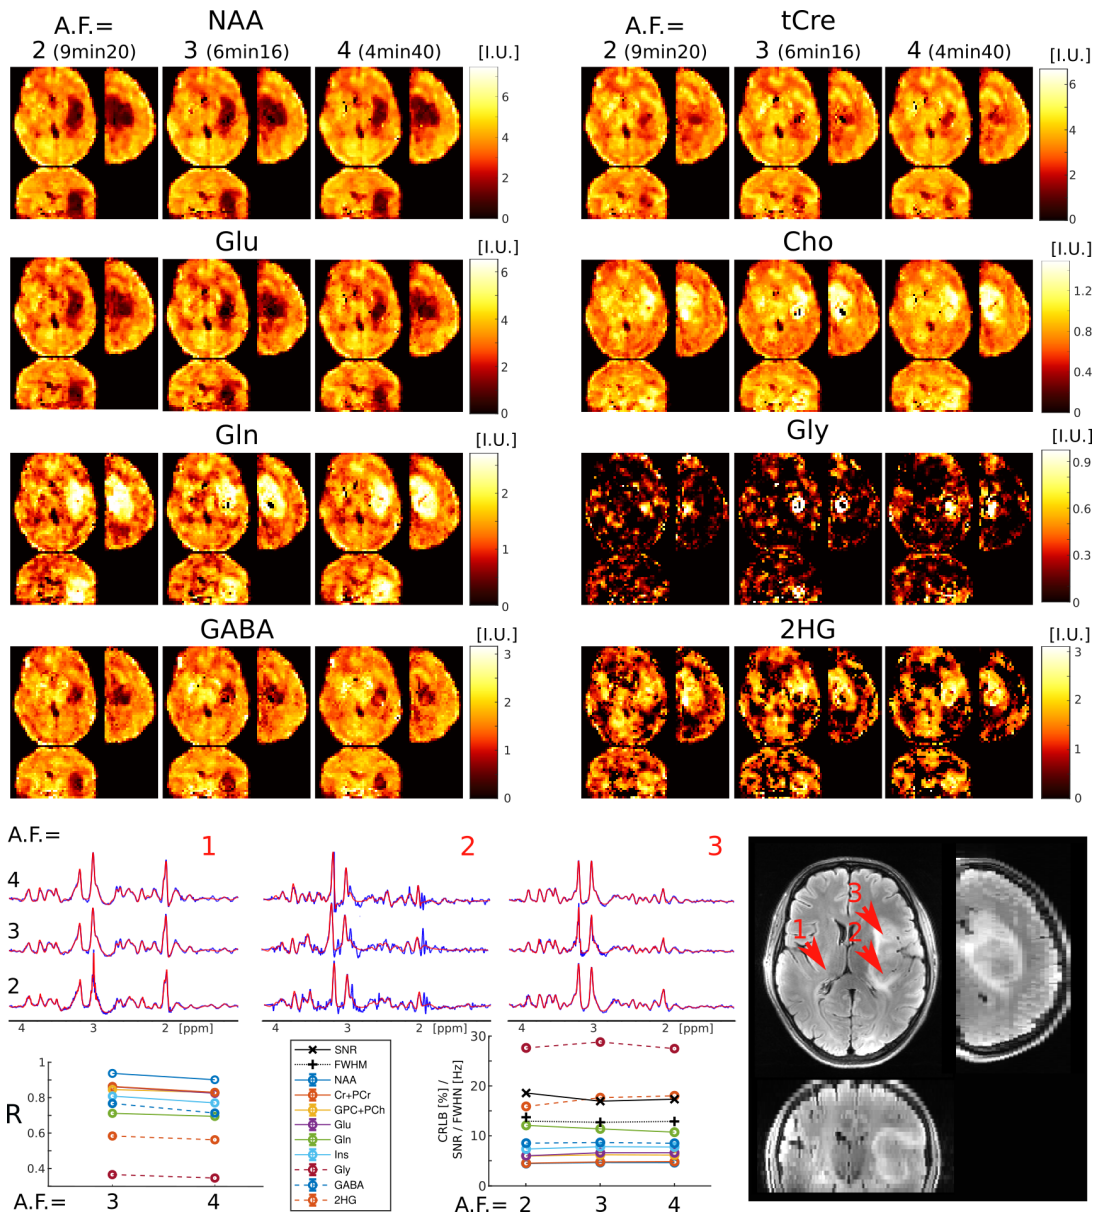 NAA
A.F.=
2 (9min20) 3 (6min16) 4 (4min40) [I.U.]
6
4
2
0
tCre
A.F.=
2 (9min20) 3 (6min16) 4 (4min40) [I.U.]
6
4
2
0
Glu [I.U.]
6
4
2
0
Cho [I.U.]
1.2
0.8
0.4
0
Gln [I.U.]
2
1
0
Gly [I.U.]
0.9
0.6
0.3
0
GABA [I.U.]
3
2
1
0
2HG [I.U.]
3
2
1
0
A.F.=
1 2 3
4
3
2
4 3 2 [ppm]
4 3 2 [ppm]
4 3 2 [ppm]
3
1 2
R
1
0.8
0.6
0.4
A.F.= 3 4
SNR
FWHM
NAA
Cr+PCr
GPC+PCh
Glu
Gln
Ins
Gly
GABA
2HG
CRLB [%] /
SNR / FWHN [Hz]
30
20
10
0
A.F.= 2 3 4